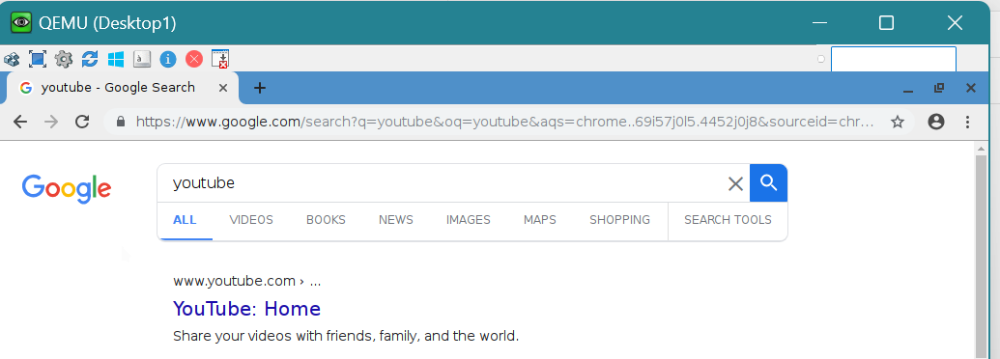 QEMU (Desktop1)
youtube - Google Search
https://www.google.com/search?q=youtube&oq=youtube&aqs=chrome..69i57j0l5.4452j0j8&sourceid=chr...
Google
youtube
ALL VIDEOS BOOKS NEWS IMAGES MAPS SHOPPING SEARCH TOOLS
www.youtube.com › ...
YouTube: Home
Share your videos with friends, family, and the world.